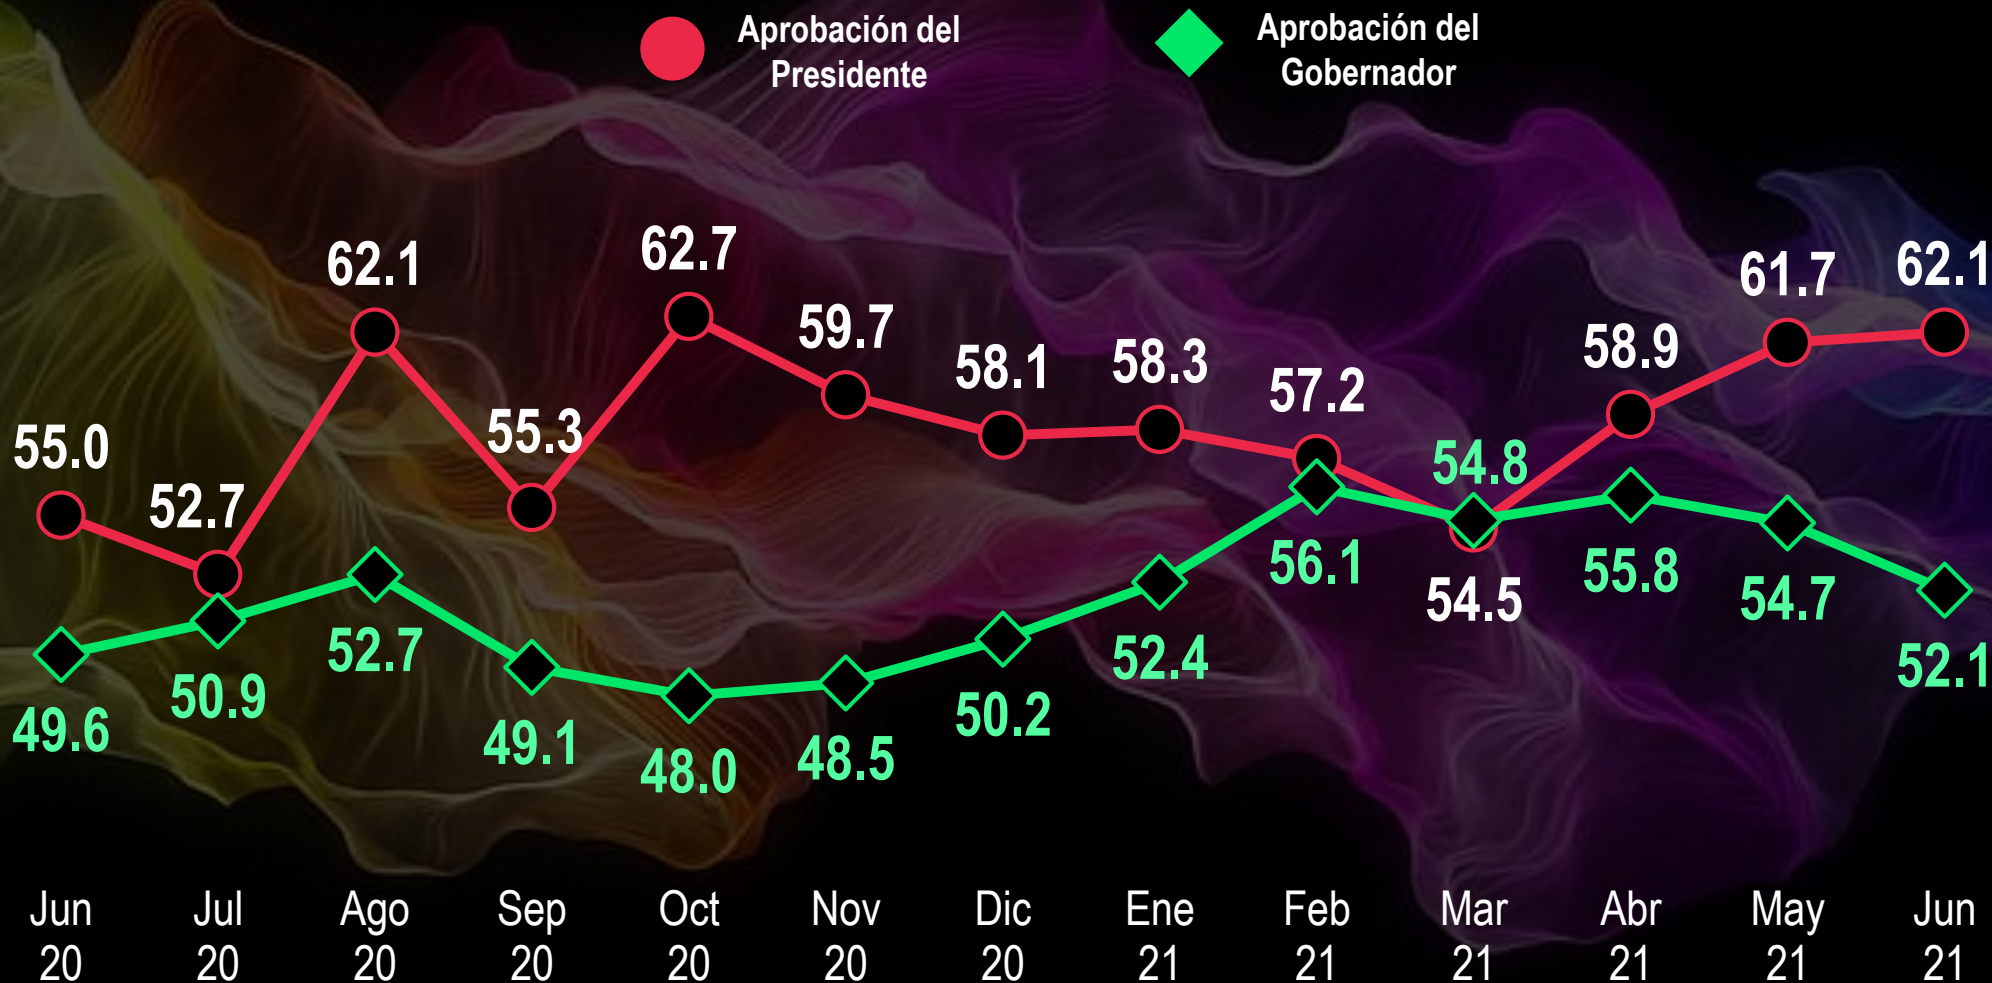 Aprobación del
Presidente
Aprobación del
Gobernador
55.0
52.7
62.1
55.3
62.7
59.7
58.1
58.3
57.2
54.5
58.9
61.7
62.1
49.6
50.9
52.7
49.1
48.0
48.5
50.2
52.4
56.1
54.8
55.8
54.7
52.1
Jun
20
Jul
20
Ago
20
Sep
20
Oct
20
Nov
20
Dic
20
Ene
21
Feb
21
Mar
21
Abr
21
May
21
Jun
21